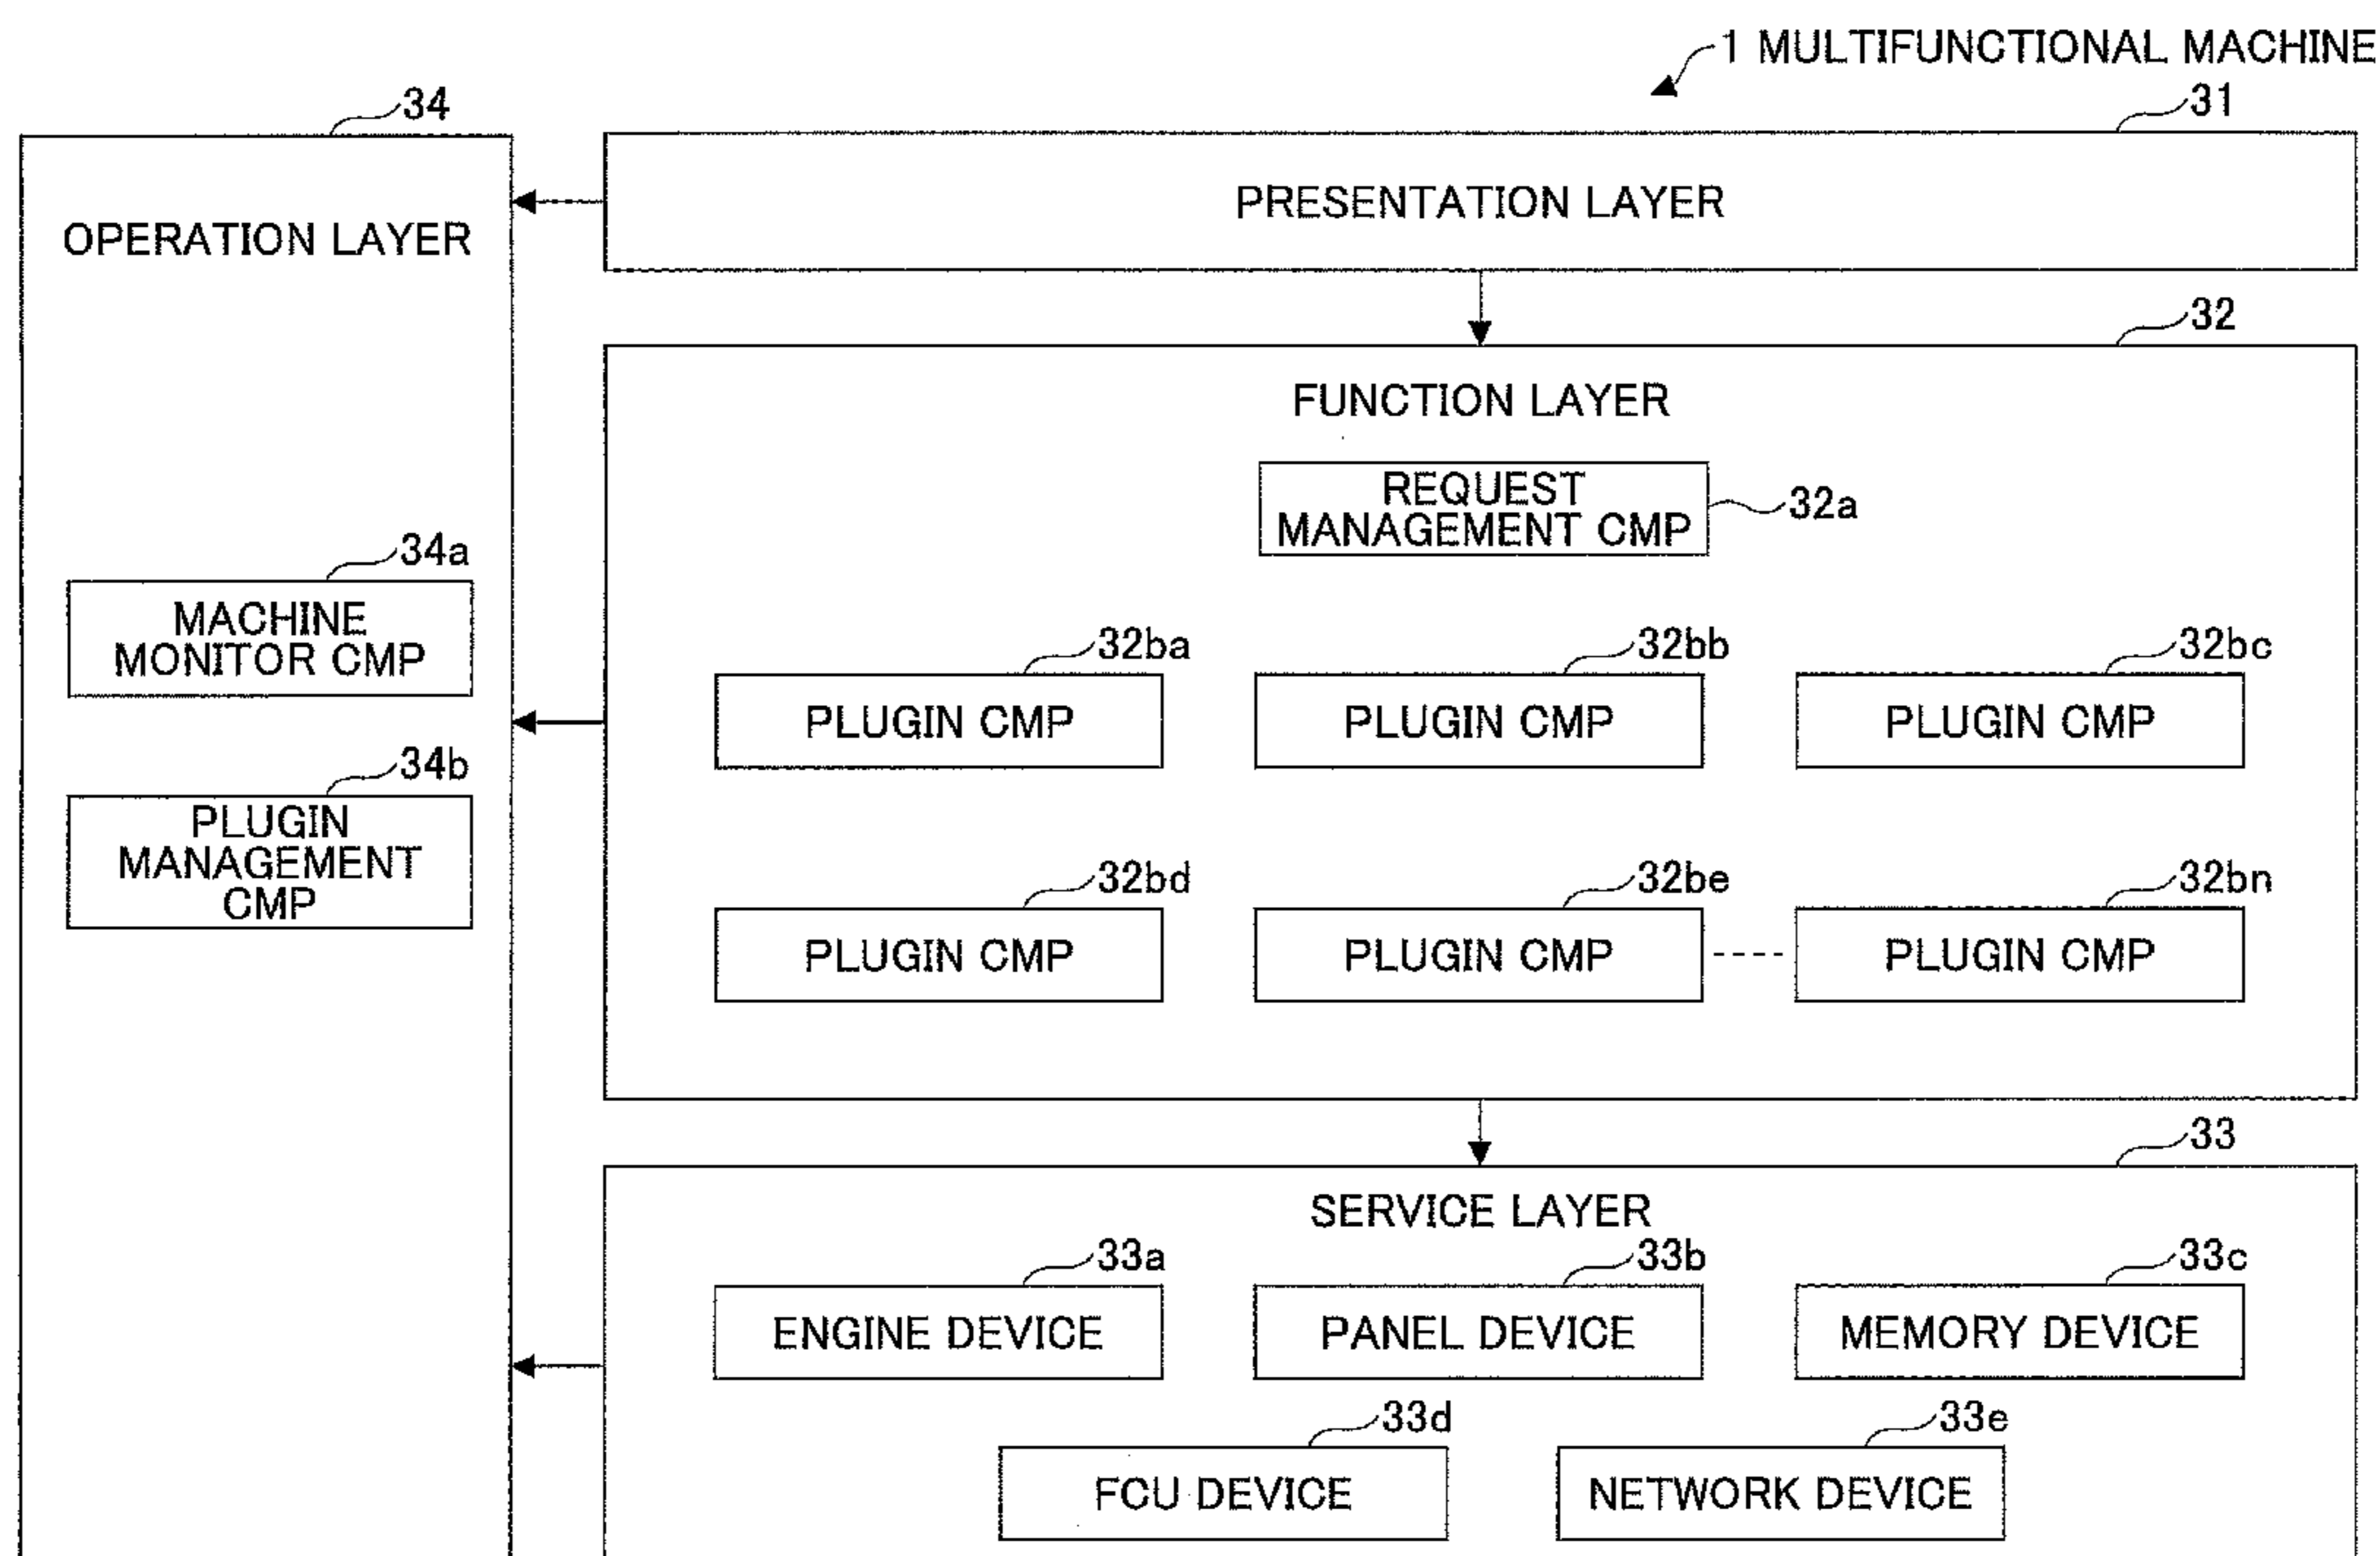 1 MULTIFUNCTIONAL MACHINE
34
31
OPERATION LAYER
PRESENTATION LAYER
32
FUNCTION LAYER
REQUEST
MANAGEMENT CMP
32a
34a
MACHINE
MONITOR CMP
32ba
32bb
32bc
PLUGIN CMP
PLUGIN CMP
PLUGIN CMP
34b
PLUGIN
MANAGEMENT
CMP
32bd
32be
32bn
PLUGIN CMP
PLUGIN CMP
PLUGIN CMP
33
SERVICE LAYER
33a
33b
33c
ENGINE DEVICE
PANEL DEVICE
MEMORY DEVICE
33d
33e
FCU DEVICE
NETWORK DEVICE